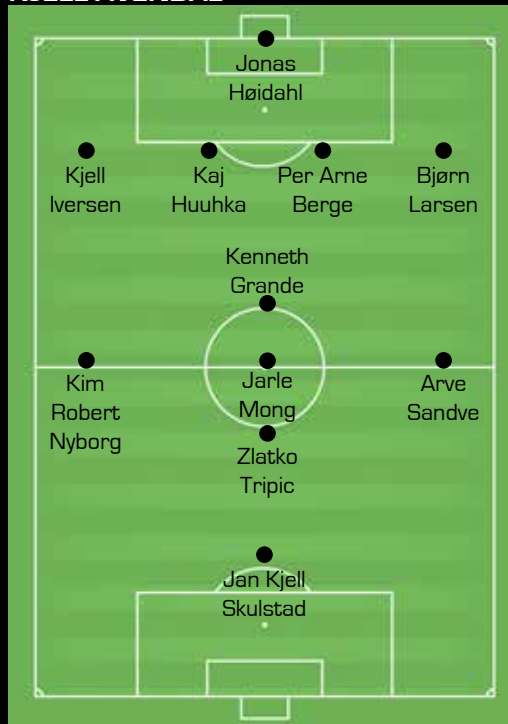 Jonas
Høidahl
Kjell
Iversen
Kaj
Huuhka
Per Arne
Berge
Bjørn
Larsen
Kenneth
Grande
Kim
Robert
Nyborg
Jarle
Mong
Arve
Sandve
Zlatko
Tripic
Jan Kjell
Skulstad